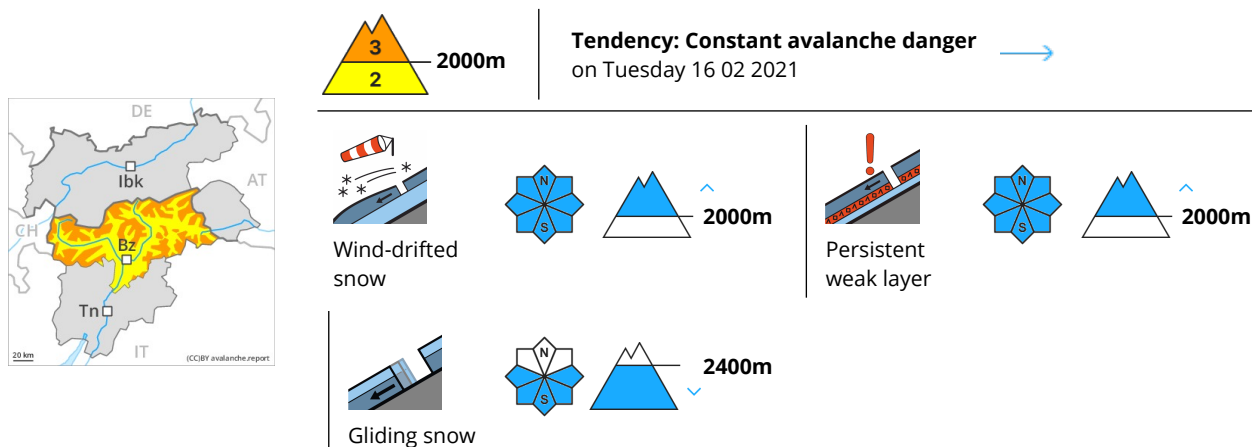 3
2
2000m
Tendency: Constant avalanche danger
on Tuesday 16 02 2021
DE
Ibk
AT
CH
Bz
Tn
IT
20 km
(CC)BY avalanche.report
N
S
2000m
Wind-drifted
snow
N
S
2000m
Persistent
weak layer
N
S
2400m
Gliding snow